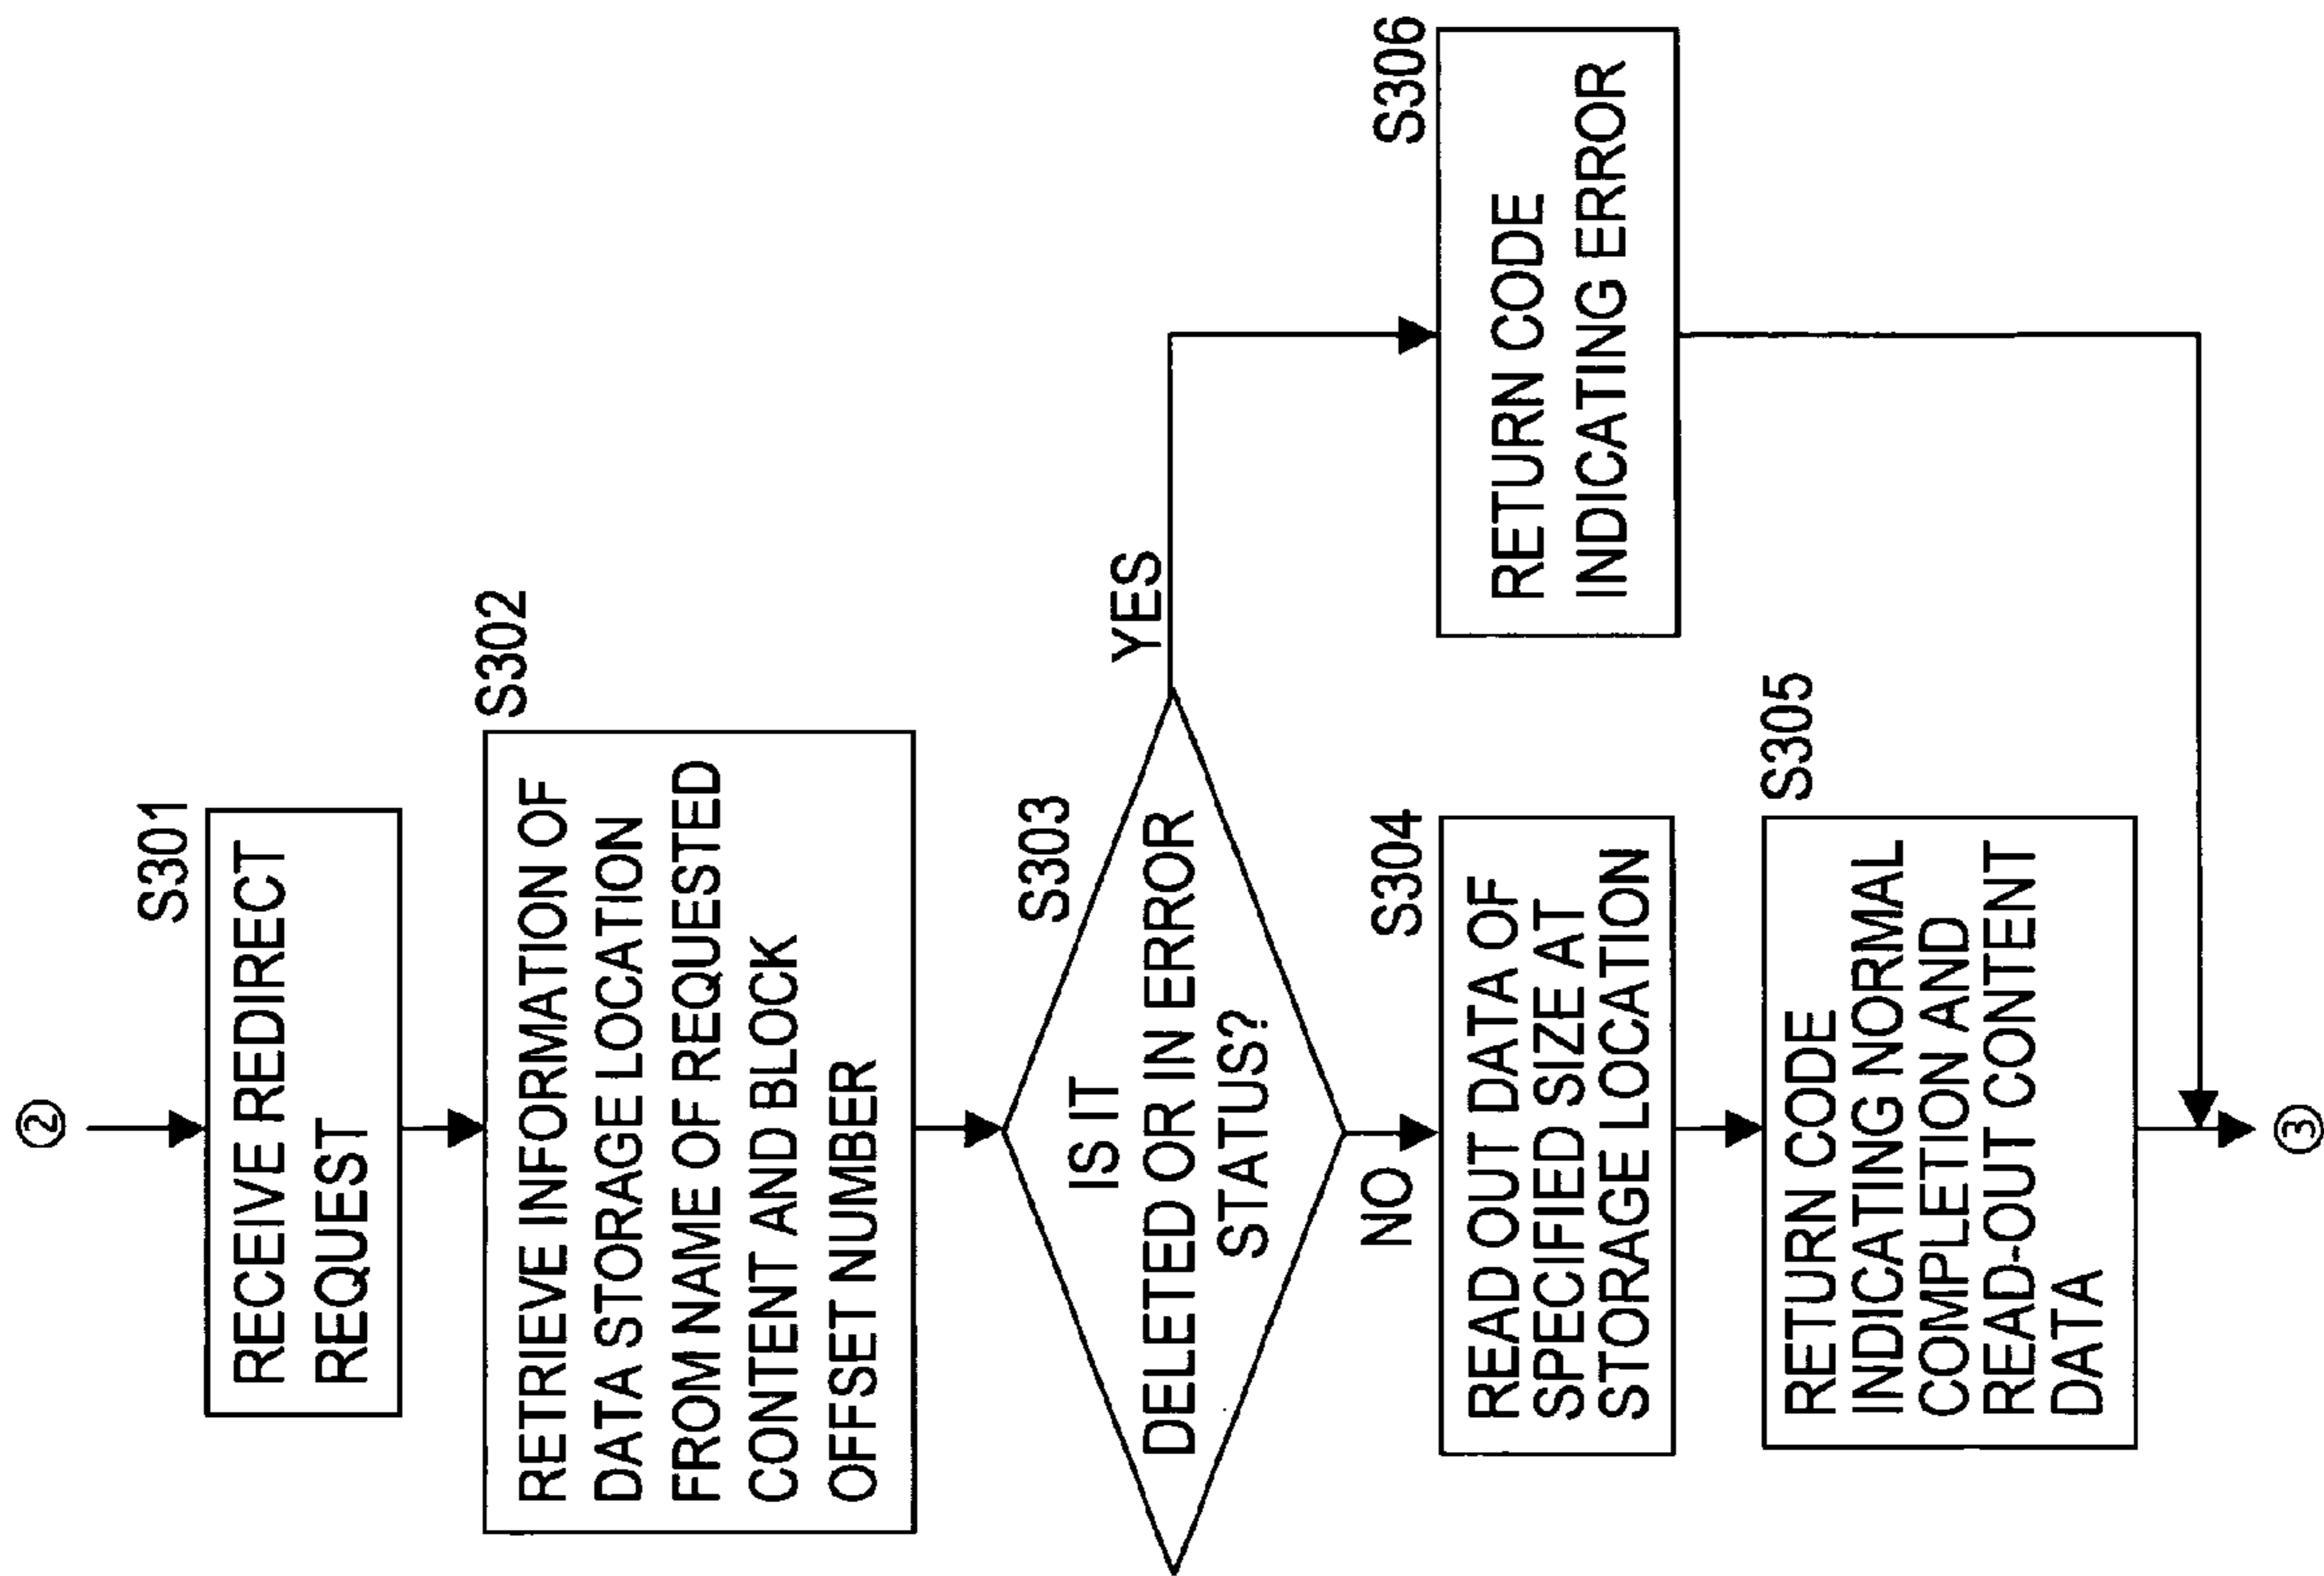 ②
S301
RECEIVE REDIRECT
REQUEST
S302
RETRIEVE INFORMATION OF
DATA STORAGE LOCATION
FROM NAME OF REQUESTED
CONTENT AND BLOCK
OFFSET NUMBER
S303
IS IT
DELETED OR IN ERROR
STATUS?
YES
NO
S304
READ OUT DATA OF
SPECIFIED SIZE AT
STORAGE LOCATION
S306
RETURN CODE
INDICATING ERROR
S305
RETURN CODE
INDICATING NORMAL
COMPLETION AND
READ-OUT CONTENT
DATA
③